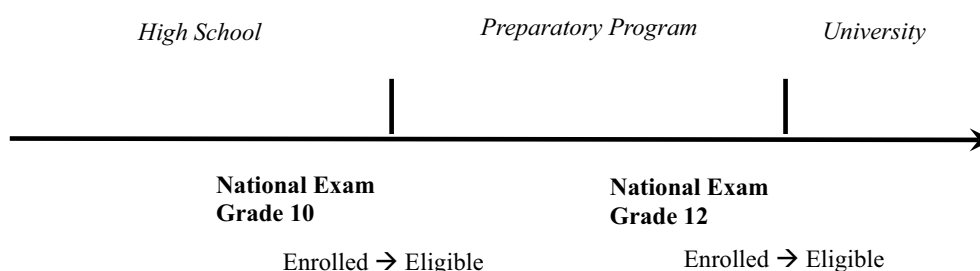 High School
Preparatory Program
University
National Exam
Grade 10
National Exam
Grade 12
Enrolled → Eligible
Enrolled → Eligible